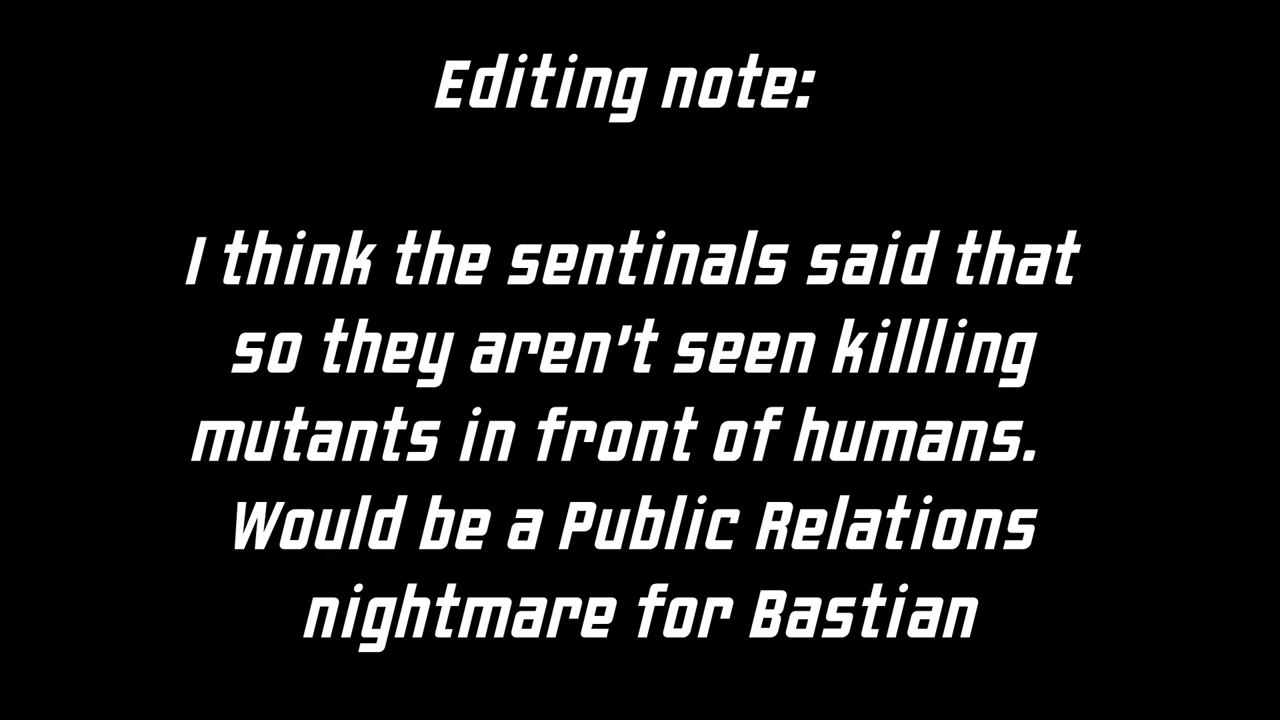 Editing note:
I think the sentinals said that
so they aren't seen killling
mutants in front of humans.
Would be a Public Relations
nightmare for Bastian